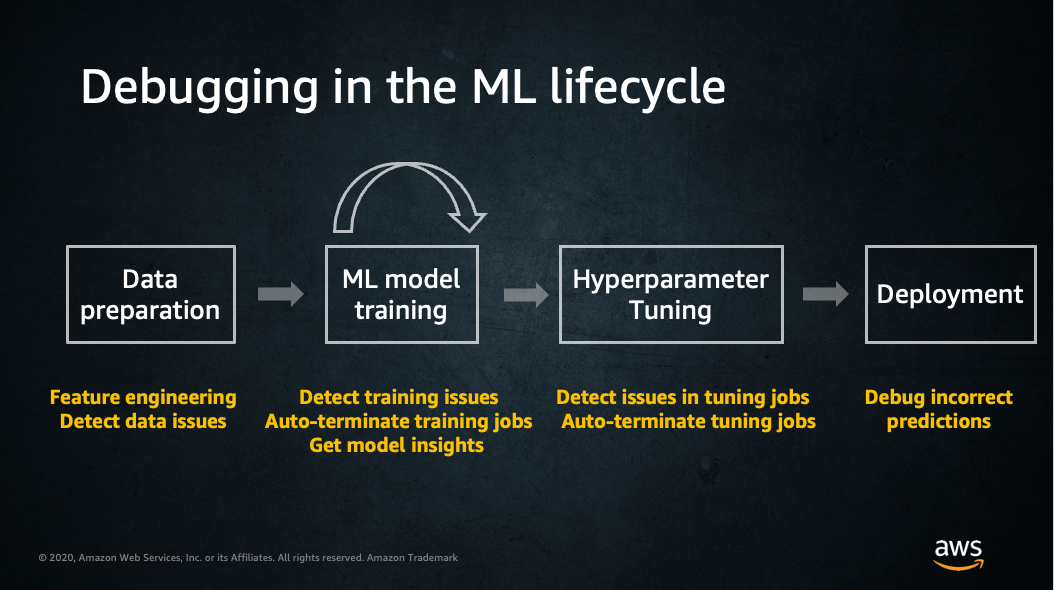 Debugging in the ML lifecycle
Data
preparation
ML model
training
Hyperparameter
Tuning
Deployment
Feature engineering
Detect data issues
Detect training issues
Auto-terminate training jobs
Get model insights
Detect issues in tuning jobs
Auto-terminate tuning jobs
Debug incorrect
predictions
© 2020, Amazon Web Services, Inc. or its Affiliates. All rights reserved. Amazon Trademark
aws